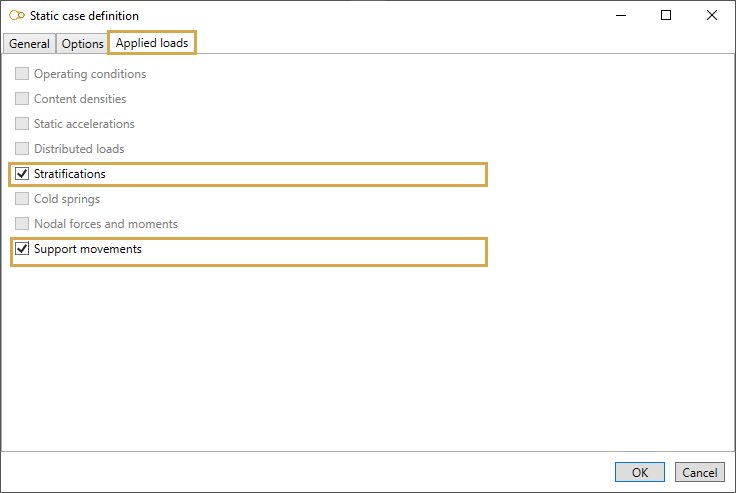 Static case definition
General Options Applied loads
Operating conditions
Content densities
Static accelerations
Distributed loads
Stratifications
Cold springs
Nodal forces and moments
Support movements
OK Cancel